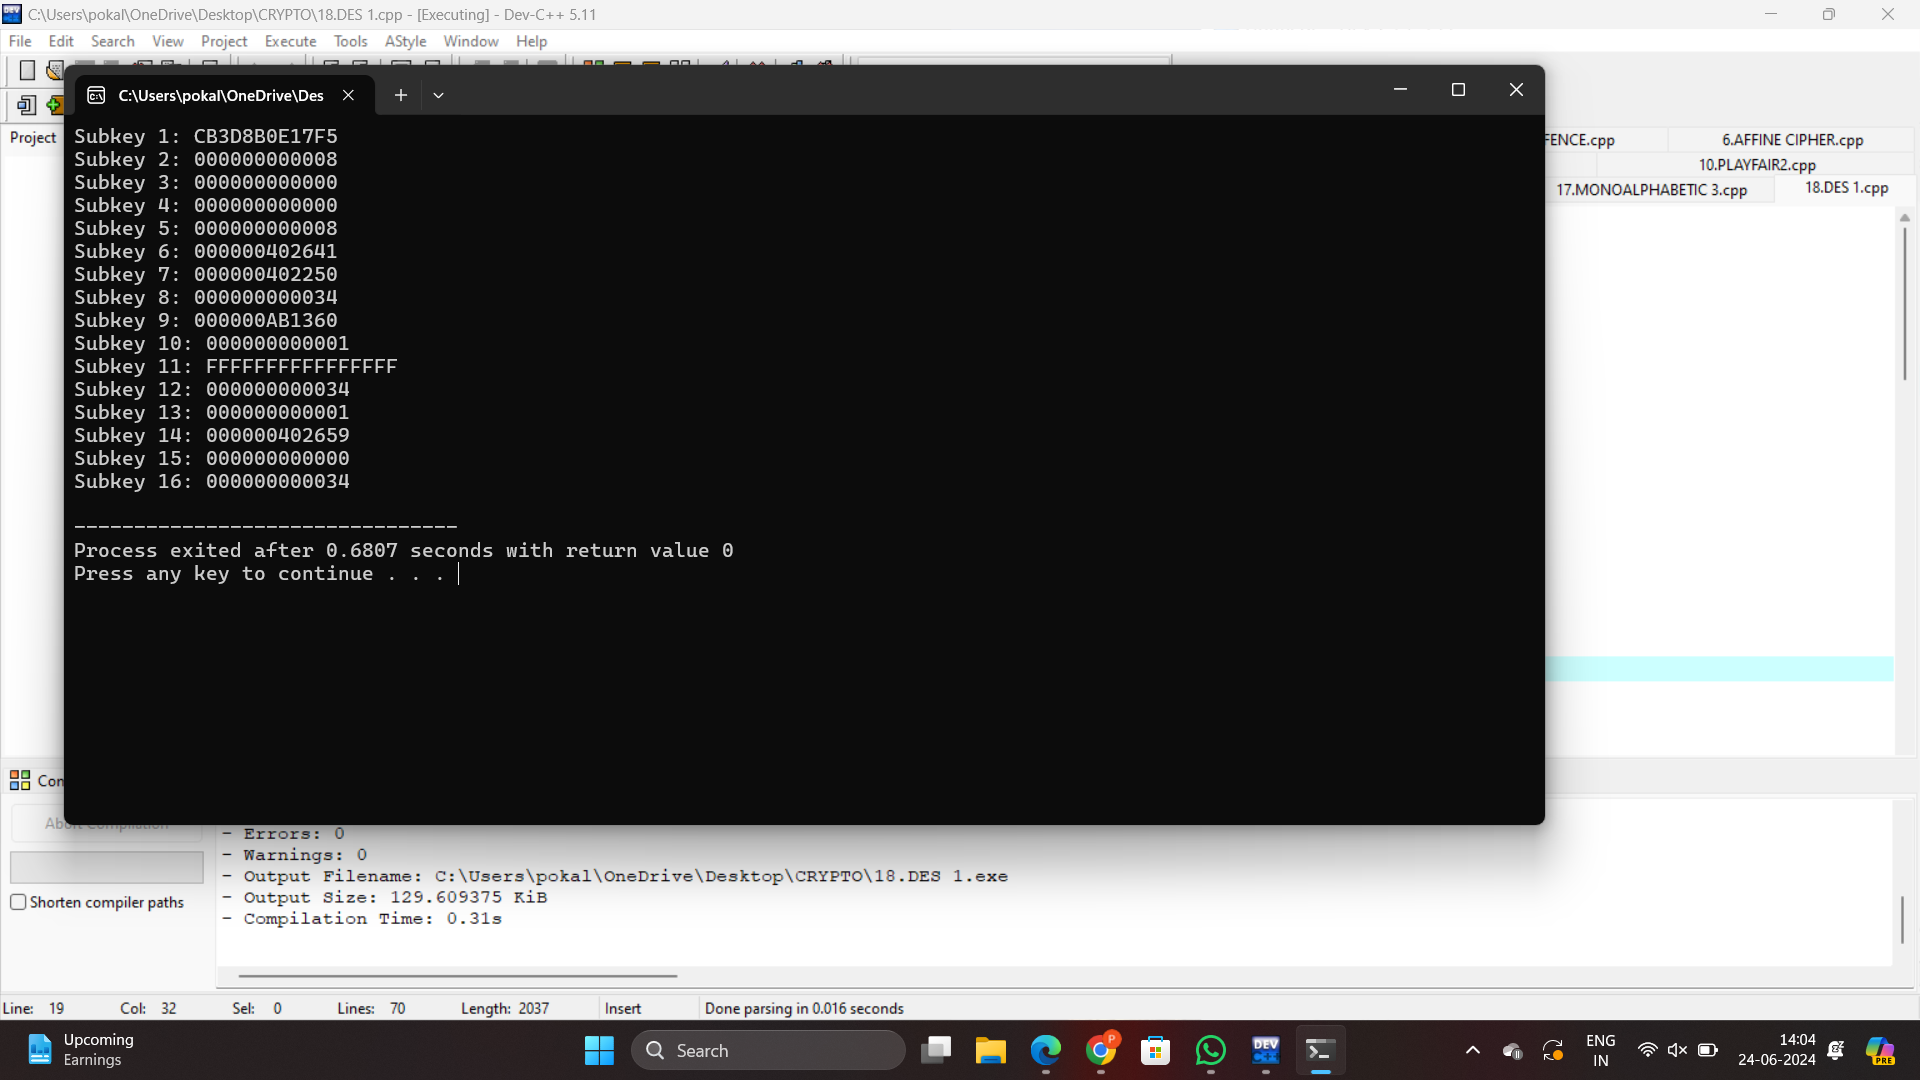 C:\Users\pokal\OneDrive\Desktop\CRYPTO\18.DES 1.cpp - [Executing] - Dev-C++ 5.11
File Edit Search View Project Execute Tools AStyle Window Help
C:\Users\pokal\OneDrive\Des
Project
FENCE.cpp
6.AFFINE CIPHER.cpp
10.PLAYFAIR2.cpp
17.MONOALPHABETIC 3.cpp
18.DES 1.cpp
Subkey 1: CB3D8B0E17F5
Subkey 2: 000000000008
Subkey 3: 000000000000
Subkey 4: 000000000000
Subkey 5: 000000000008
Subkey 6: 000000402641
Subkey 7: 000000402250
Subkey 8: 000000000034
Subkey 9: 000000AB1360
Subkey 10: 000000000001
Subkey 11: FFFFFFFFFFFFFFFF
Subkey 12: 000000000034
Subkey 13: 000000000001
Subkey 14: 000000402659
Subkey 15: 000000000000
Subkey 16: 000000000034
--------------------------------
Process exited after 0.6807 seconds with return value 0
Press any key to continue . . .
Con
Abort Compilation
Shorten compiler paths
- Errors: 0
- Warnings: 0
- Output Filename: C:\Users\pokal\OneDrive\Desktop\CRYPTO\18.DES 1.exe
- Output Size: 129.609375 KiB
- Compilation Time: 0.31s
Line: 19 Col: 32 Sel: 0 Lines: 70 Length: 2037 Insert Done parsing in 0.016 seconds
Upcoming
Earnings
Search
DEV
P
ENG
IN
14:04
24-06-2024
PRE